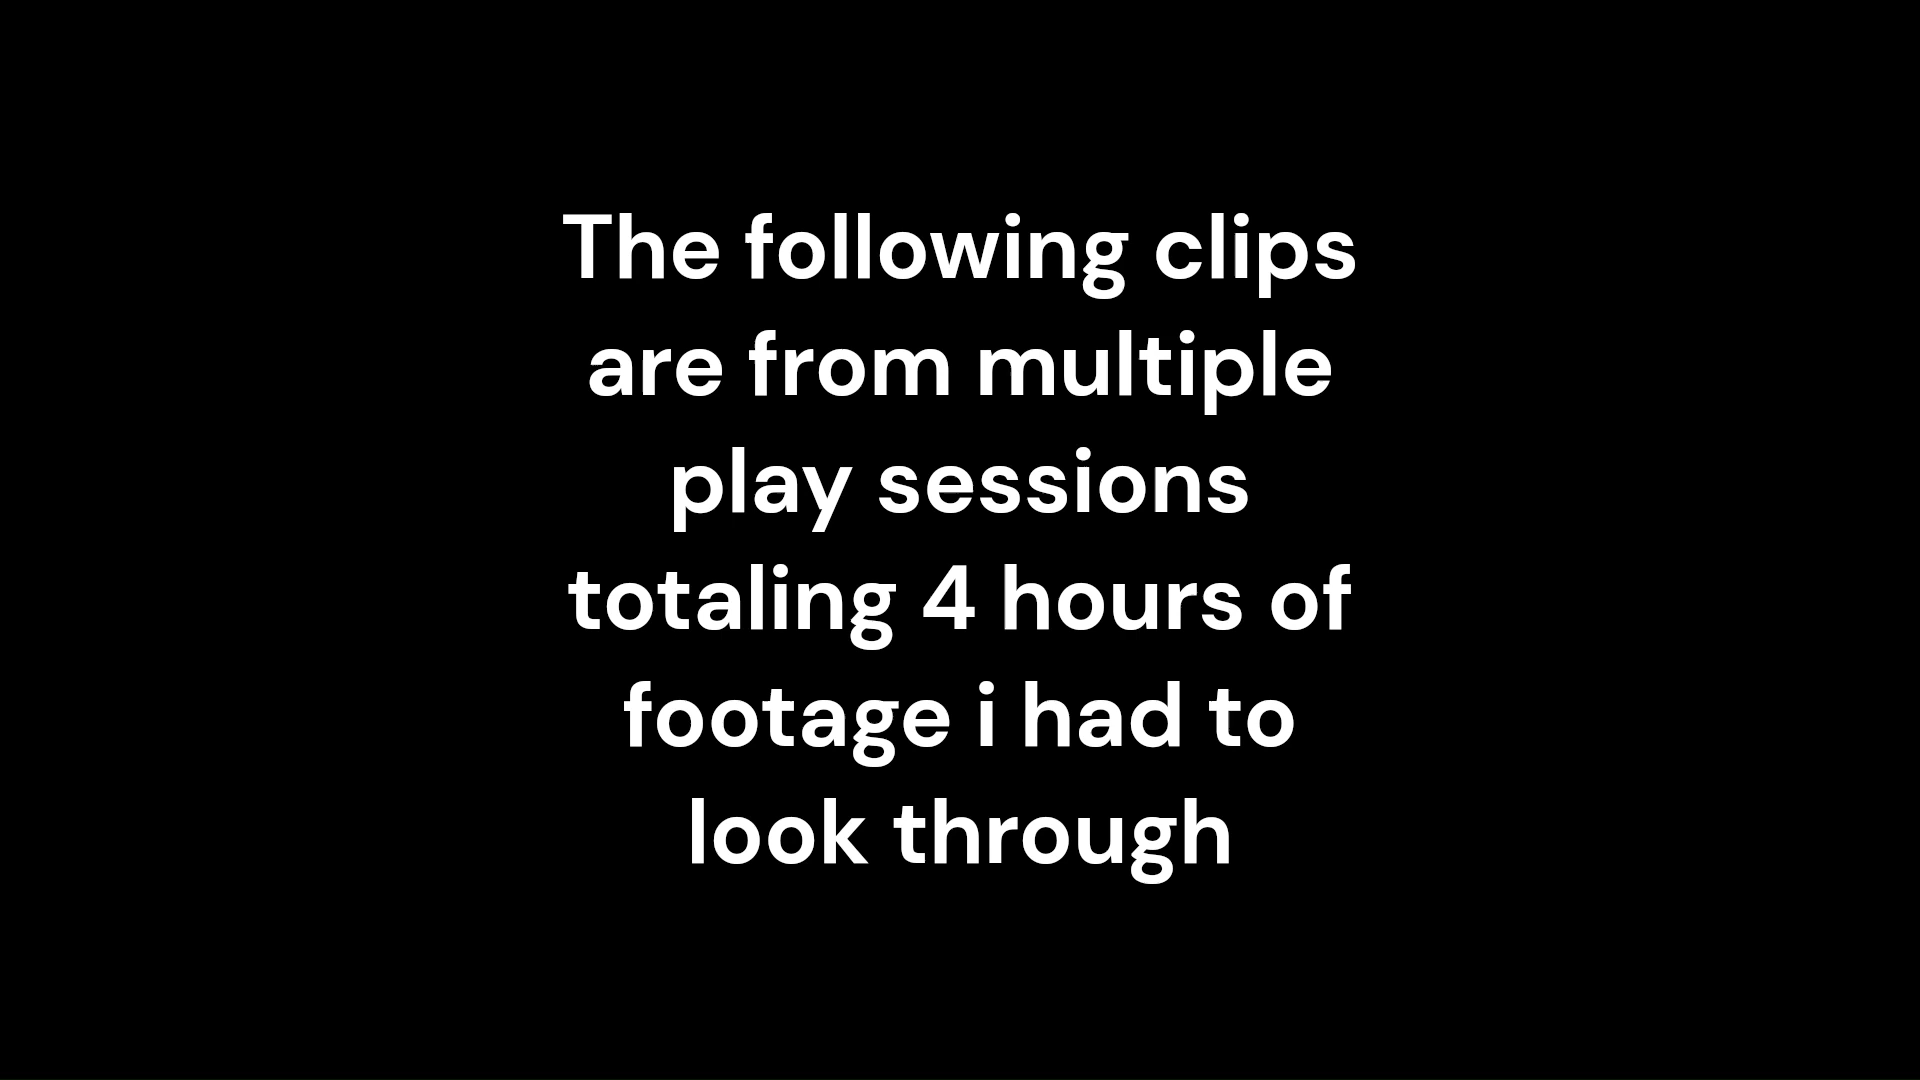 The following clips
are from multiple
play sessions
totaling 4 hours of
footage i had to
look through